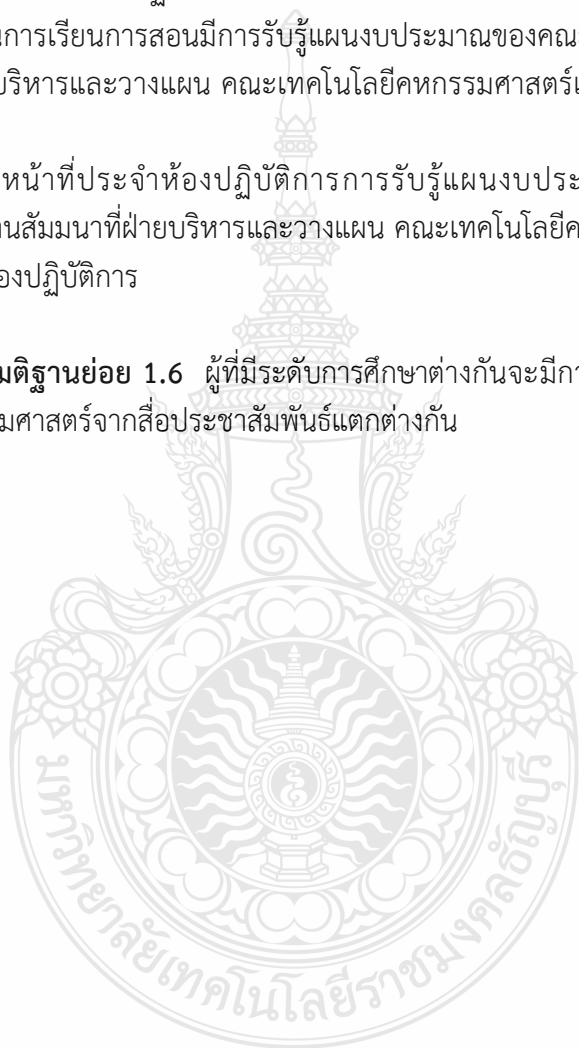 นการเรียนการสอนมีการรับรู้แผนงบประมาณของคณะ
บริหารและวางแผน คณะเทคโนโลยีคหกรรมศาสตร์
หน้าที่ประจำห้องปฏิบัติการการรับรู้แผนงบประ
านสัมมนาที่ฝ่ายบริหารและวางแผน คณะเทคโนโลยีค
องปฏิบัติการ
มติฐานย่อย 1.6 ผู้ที่มีระดับการศึกษาต่างกันจะมีกา
มศาสตร์จากสื่อประชาสัมพันธ์แตกต่างกัน
มหาวิทยาลัยเทคโนโลยีราชมงคลธัญบุรี